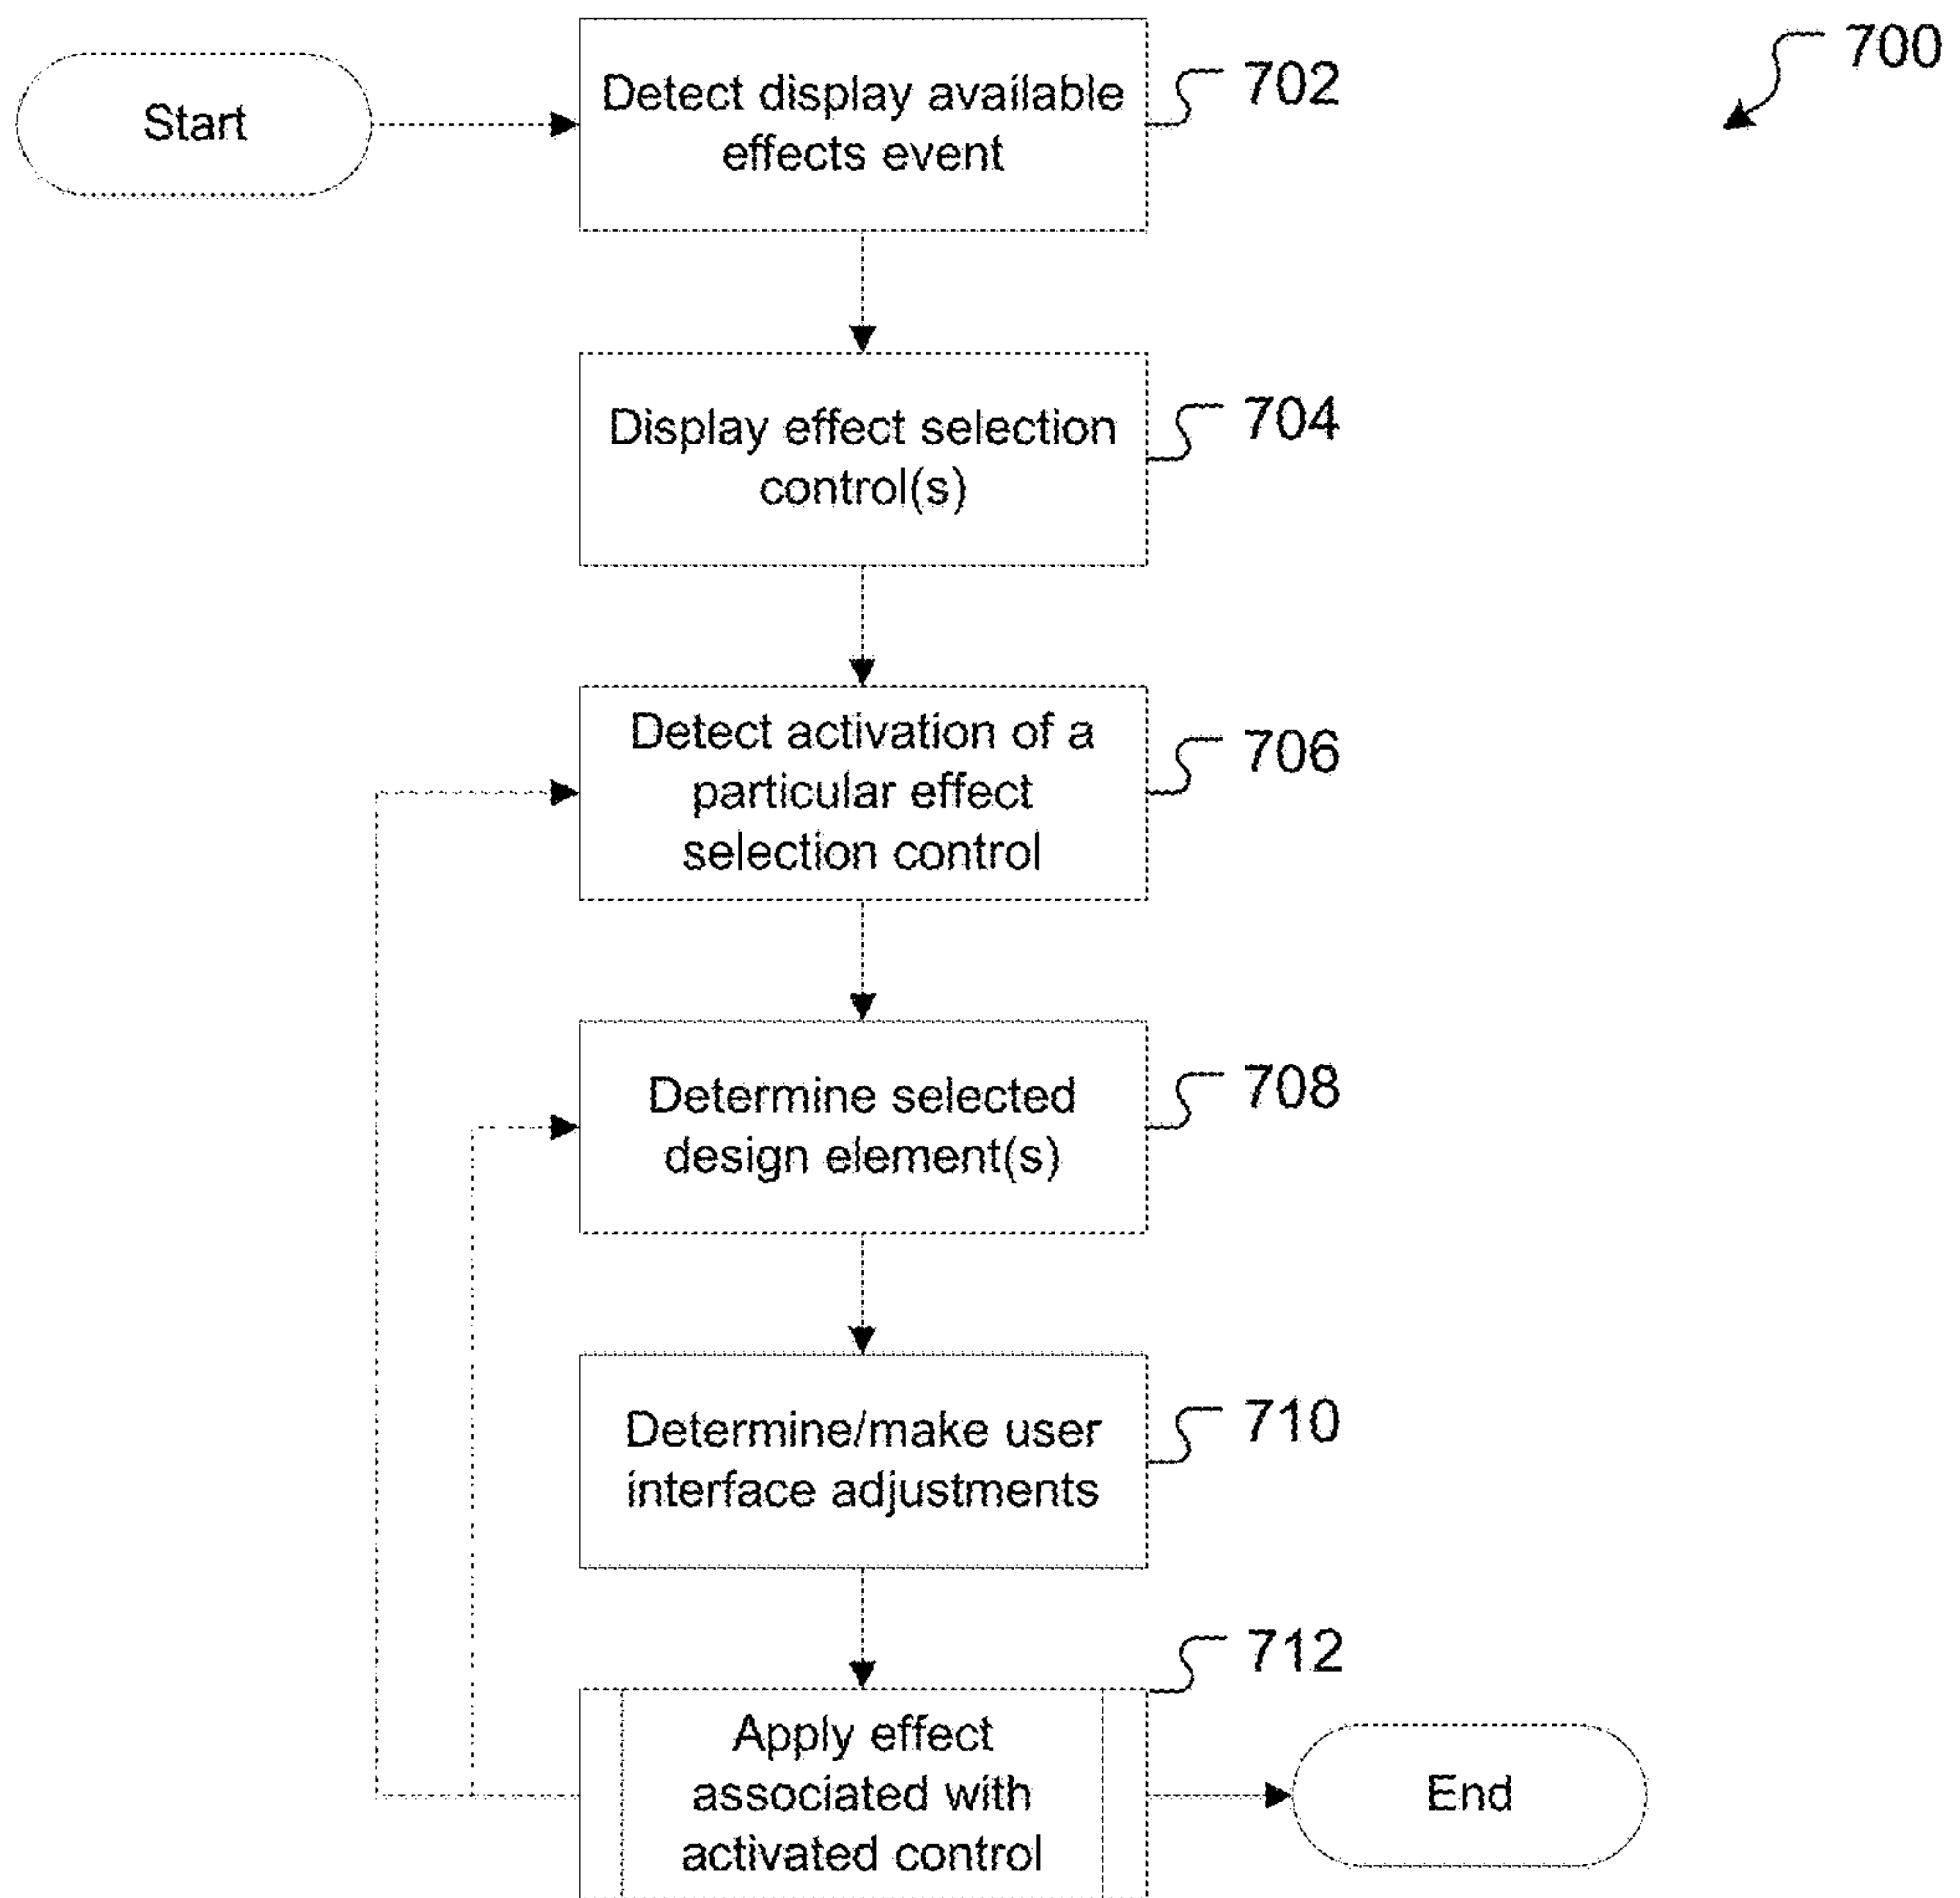 700
Start
Detect display available
effects event
702
Display effect selection
control(s)
704
Detect activation of a
particular effect
selection control
706
Determine selected
design element(s)
708
Determine/make user
interface adjustments
710
712
Apply effect
associated with
activated control
End